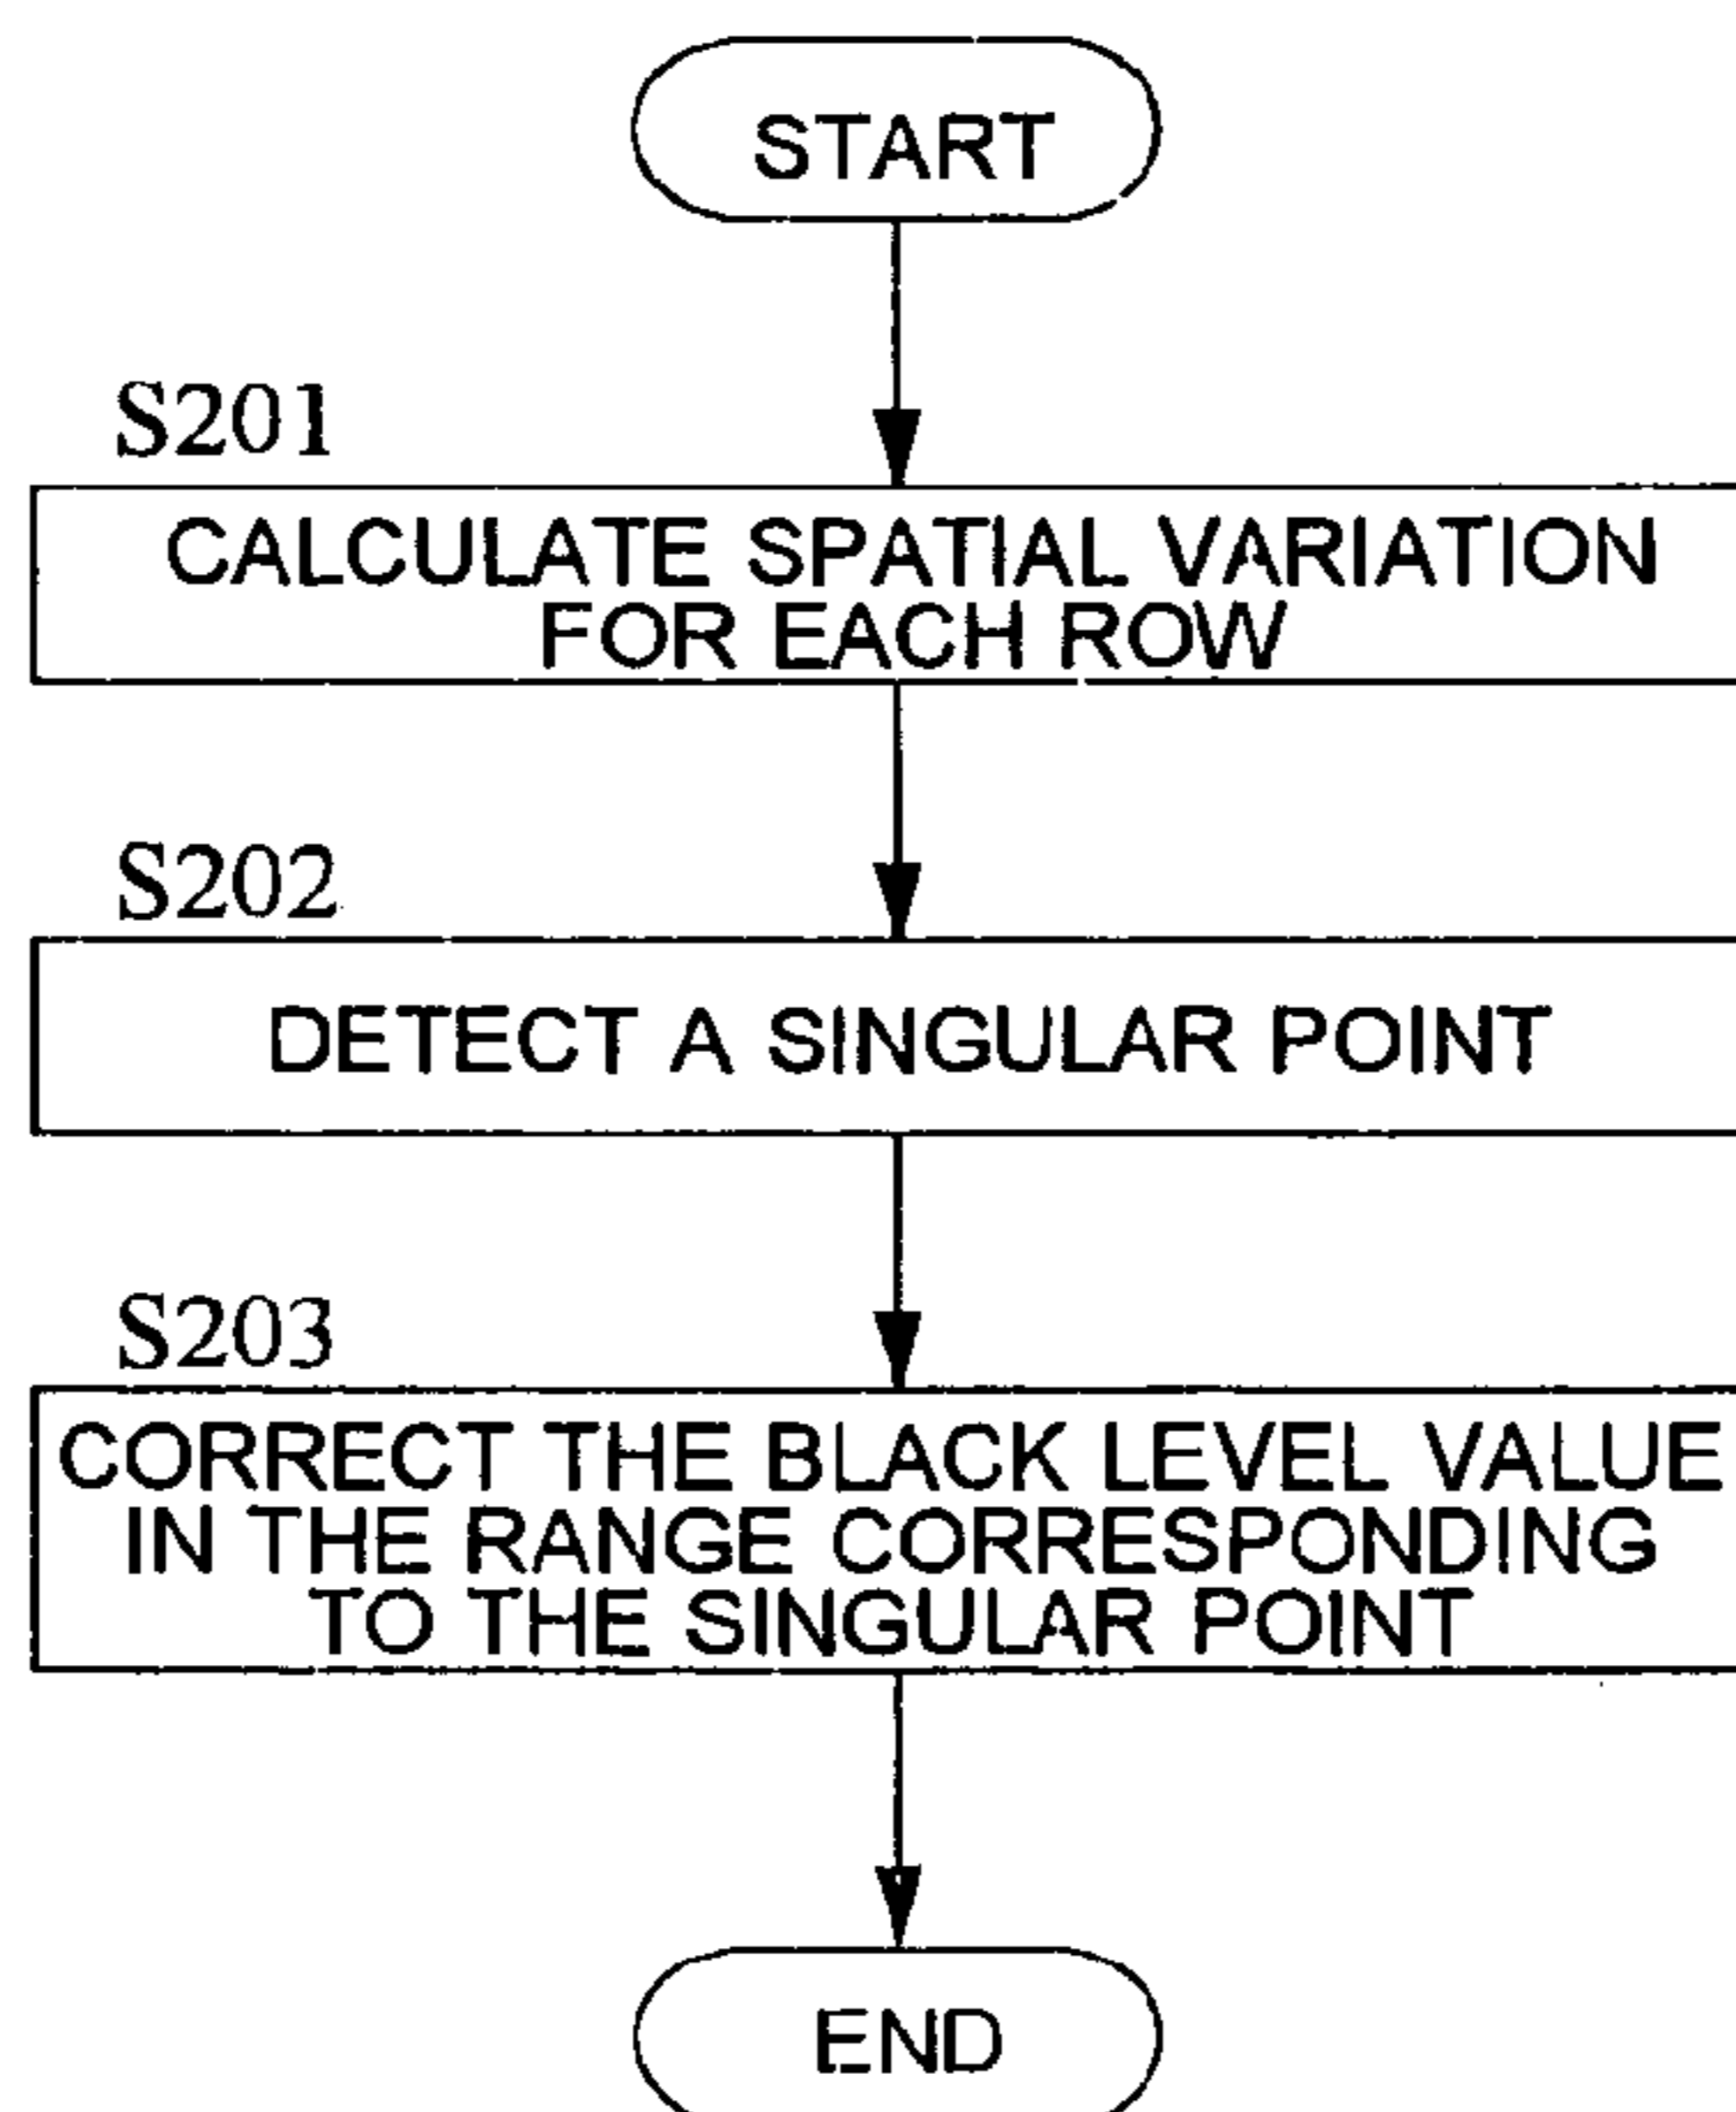 START
S201
CALCULATE SPATIAL VARIATION
FOR EACH ROW
S202
DETECT A SINGULAR POINT
S203
CORRECT THE BLACK LEVEL VALUE
IN THE RANGE CORRESPONDING
TO THE SINGULAR POINT
END